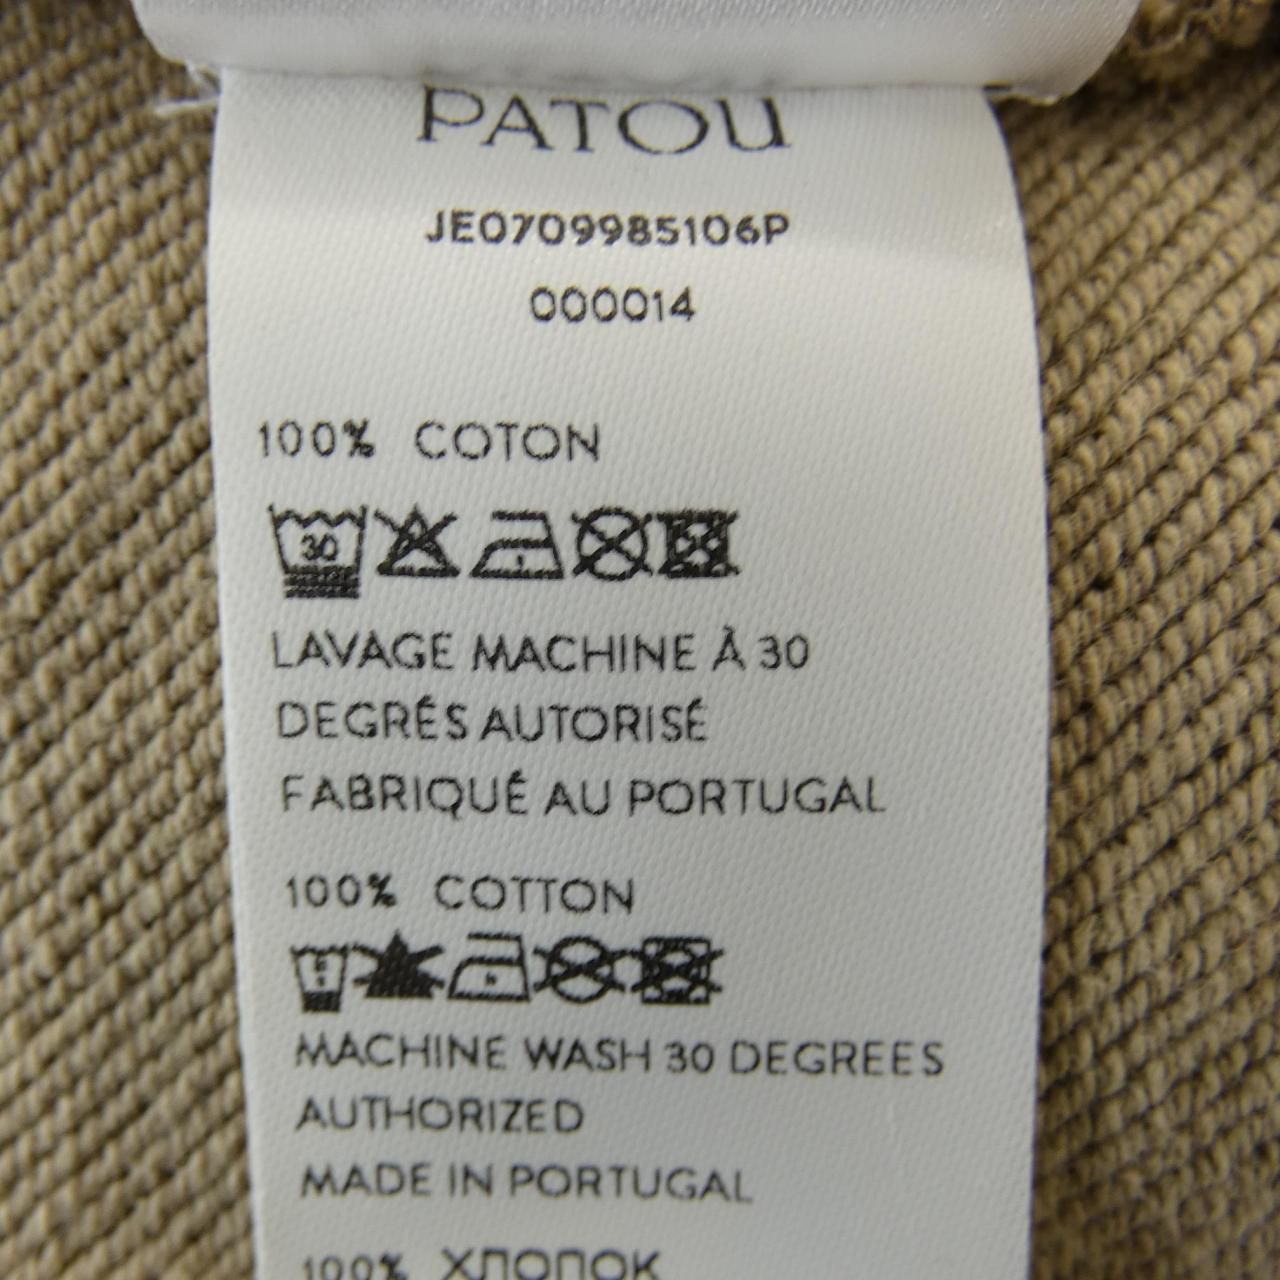 PATOU
JE0709985106P
000014
100% COTON
30
LAVAGE MACHINE À 30
DEGRÉS AUTORISÉ
FABRIQUÉ AU PORTUGAL
100% COTTON
MACHINE WASH 30 DEGREES
AUTHORIZED
MADE IN PORTUGAL
100% ХЛОПОК